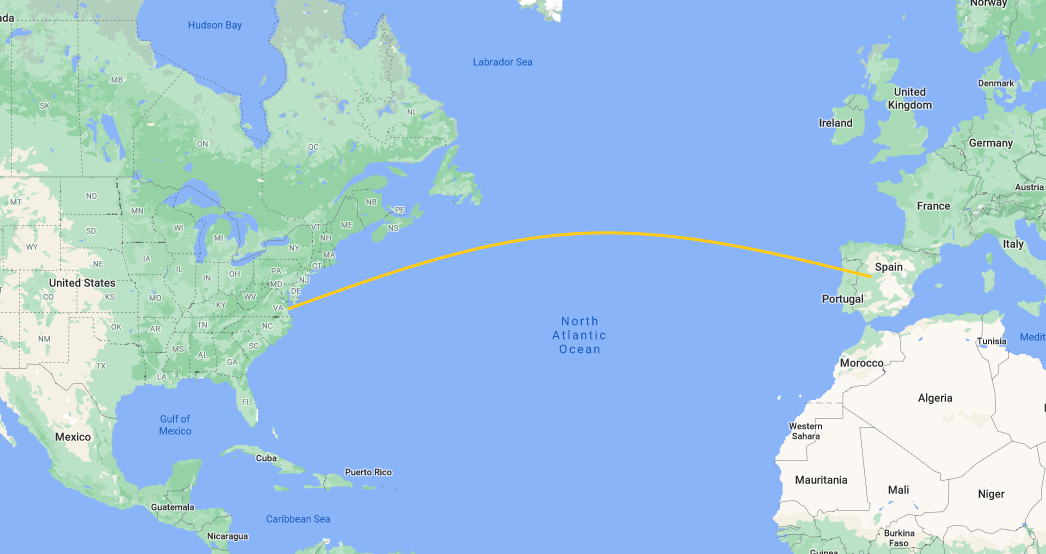 Norway
ada
Hudson Bay
Labrador Sea
MB
Denmark
United
Kingdom
SK
NL
Ireland
ON
QC
Germany
Austria
MT
ND
NB
PE
France
MN
SD
WI
VT
ME
NS
MI
NH
WY
NY
MA
Italy
IA
CT
NE
PA
Spain
United States
IL
IN
OH
NJ
MD
DE
CO
KS
MO
WV
KY
VA
Portugal
North
Atlantic
Ocean
OK
AR
TN
NC
NM
Tunisia
Medit
MS
AL
SC
GA
TX
LA
Morocco
FL
Algeria
Gulf of
Mexico
Western
Sahara
Mexico
Cuba
Puerto Rico
Mauritania
Mali
Niger
Guatemala
Caribbean Sea
Nicaragua
Burkina
Faso
Guinea